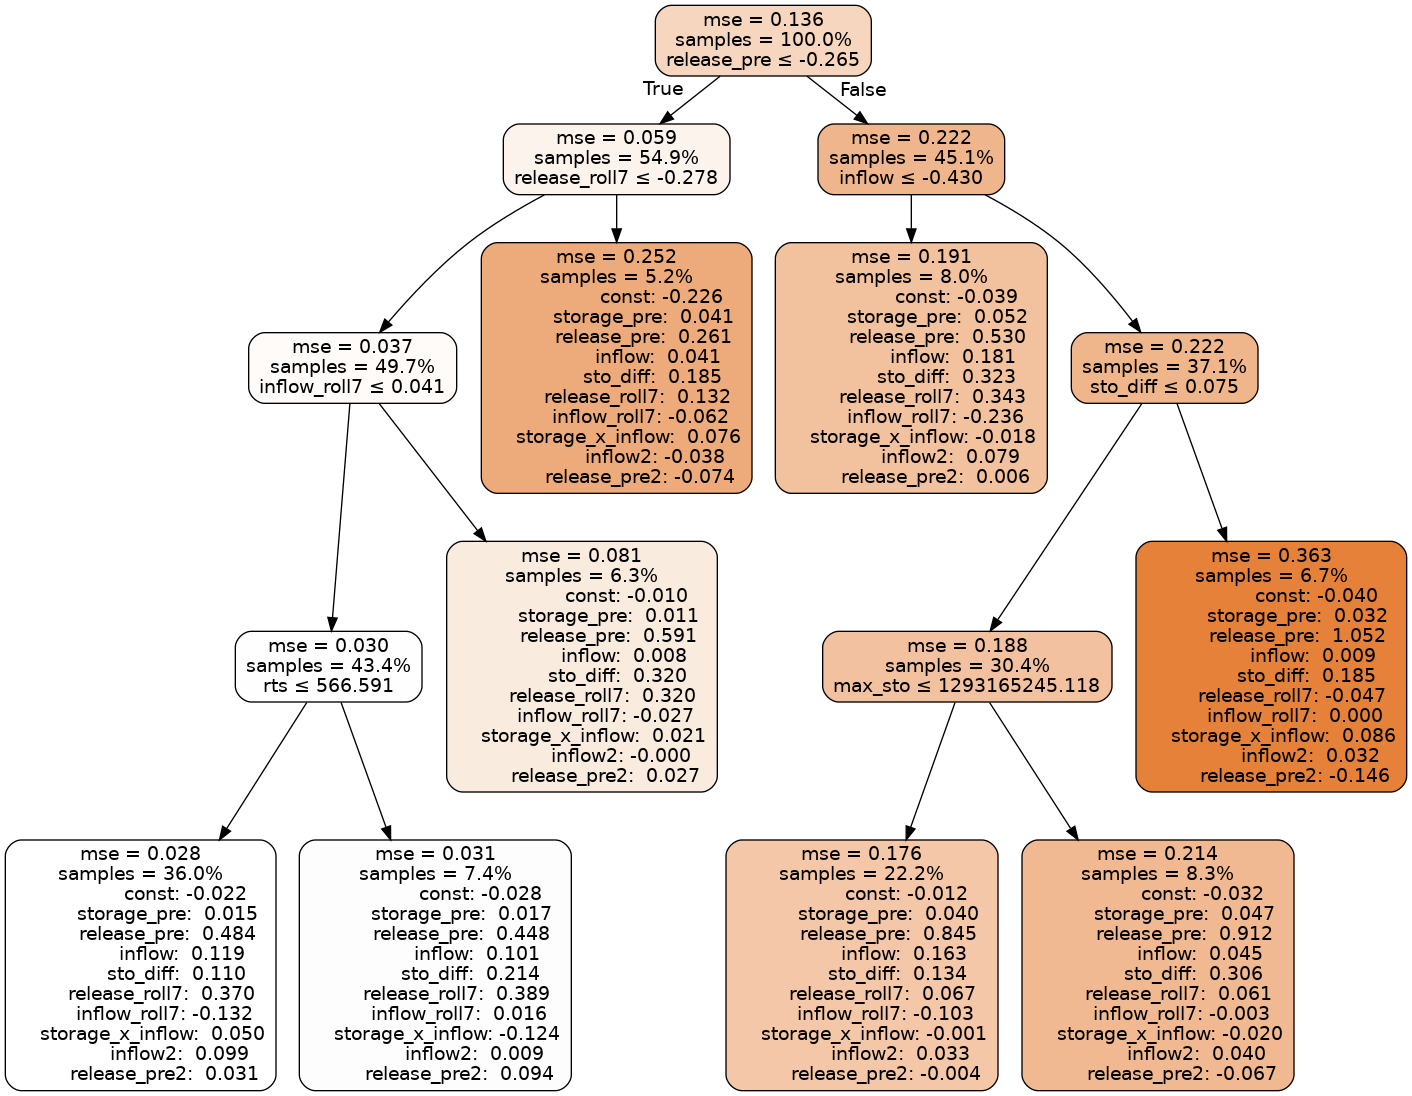 mse = 0.136
samples = 100.0%
release_pre ≤ -0.265
True
False
mse = 0.059
samples = 54.9%
release_roll7 ≤ -0.278
mse = 0.222
samples = 45.1%
inflow ≤ -0.430
mse = 0.037
samples = 49.7%
inflow_roll7 ≤ 0.041
mse = 0.252
samples = 5.2%
const: -0.226
storage_pre:  0.041
release_pre:  0.261
inflow:  0.041
sto_diff:  0.185
release_roll7:  0.132
inflow_roll7: -0.062
storage_x_inflow:  0.076
inflow2: -0.038
release_pre2: -0.074
mse = 0.191
samples = 8.0%
const: -0.039
storage_pre:  0.052
release_pre:  0.530
inflow:  0.181
sto_diff:  0.323
release_roll7:  0.343
inflow_roll7: -0.236
storage_x_inflow: -0.018
inflow2:  0.079
release_pre2:  0.006
mse = 0.222
samples = 37.1%
sto_diff ≤ 0.075
mse = 0.030
samples = 43.4%
rts ≤ 566.591
mse = 0.081
samples = 6.3%
const: -0.010
storage_pre:  0.011
release_pre:  0.591
inflow:  0.008
sto_diff:  0.320
release_roll7:  0.320
inflow_roll7: -0.027
storage_x_inflow:  0.021
inflow2: -0.000
release_pre2:  0.027
mse = 0.188
samples = 30.4%
max_sto ≤ 1293165245.118
mse = 0.363
samples = 6.7%
const: -0.040
storage_pre:  0.032
release_pre:  1.052
inflow:  0.009
sto_diff:  0.185
release_roll7: -0.047
inflow_roll7:  0.000
storage_x_inflow:  0.086
inflow2:  0.032
release_pre2: -0.146
mse = 0.028
samples = 36.0%
const: -0.022
storage_pre:  0.015
release_pre:  0.484
inflow:  0.119
sto_diff:  0.110
release_roll7:  0.370
inflow_roll7: -0.132
storage_x_inflow:  0.050
inflow2:  0.099
release_pre2:  0.031
mse = 0.031
samples = 7.4%
const: -0.028
storage_pre:  0.017
release_pre:  0.448
inflow:  0.101
sto_diff:  0.214
release_roll7:  0.389
inflow_roll7:  0.016
storage_x_inflow: -0.124
inflow2:  0.009
release_pre2:  0.094
mse = 0.176
samples = 22.2%
const: -0.012
storage_pre:  0.040
release_pre:  0.845
inflow:  0.163
sto_diff:  0.134
release_roll7:  0.067
inflow_roll7: -0.103
storage_x_inflow: -0.001
inflow2:  0.033
release_pre2: -0.004
mse = 0.214
samples = 8.3%
const: -0.032
storage_pre:  0.047
release_pre:  0.912
inflow:  0.045
sto_diff:  0.306
release_roll7:  0.061
inflow_roll7: -0.003
storage_x_inflow: -0.020
inflow2:  0.040
release_pre2: -0.067